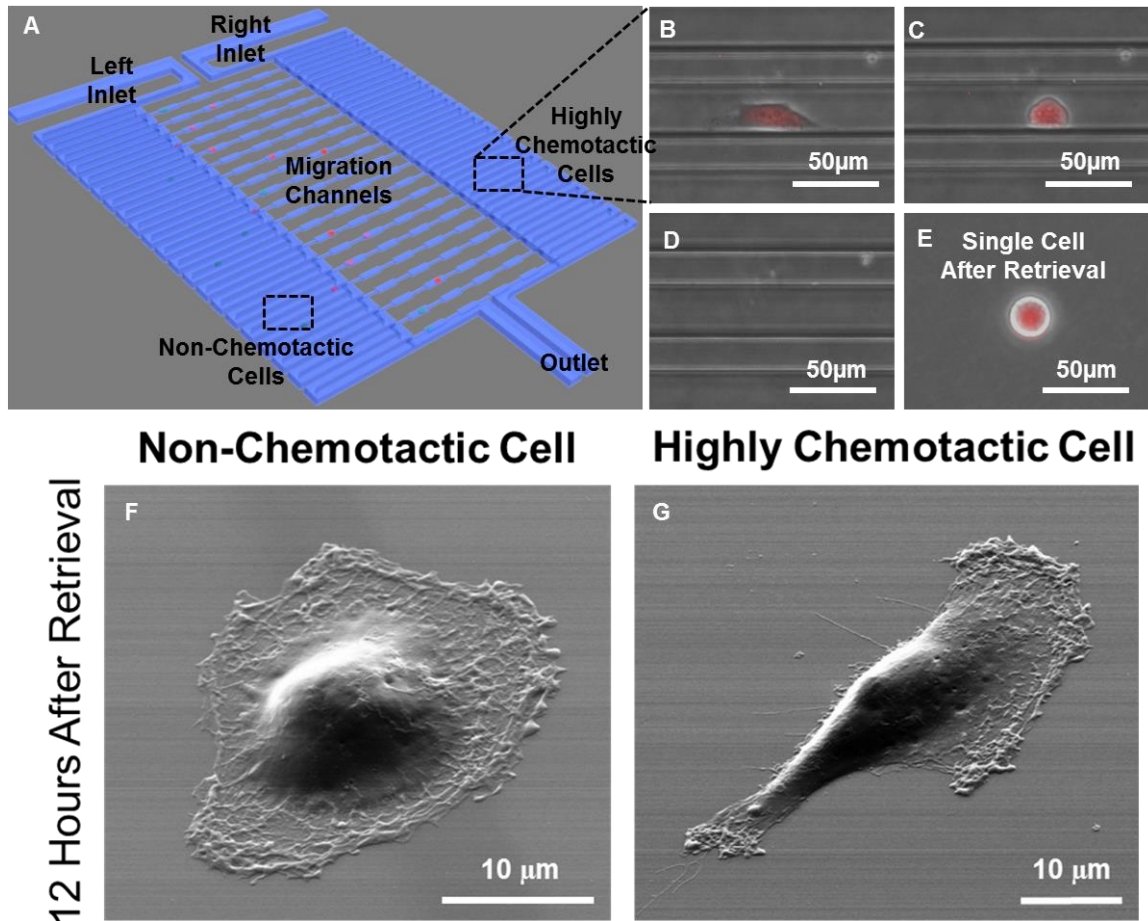 A
Right
Inlet
Left
Inlet
Highly
Chemotactic
Cells
Migration
Channels
Non-Chemotactic
Cells
Outlet
B
50µm
C
50µm
D
50µm
E
Single Cell
After Retrieval
50µm
Non-Chemotactic Cell
Highly Chemotactic Cell
12 Hours After Retrieval
F
10 µm
G
10 µm